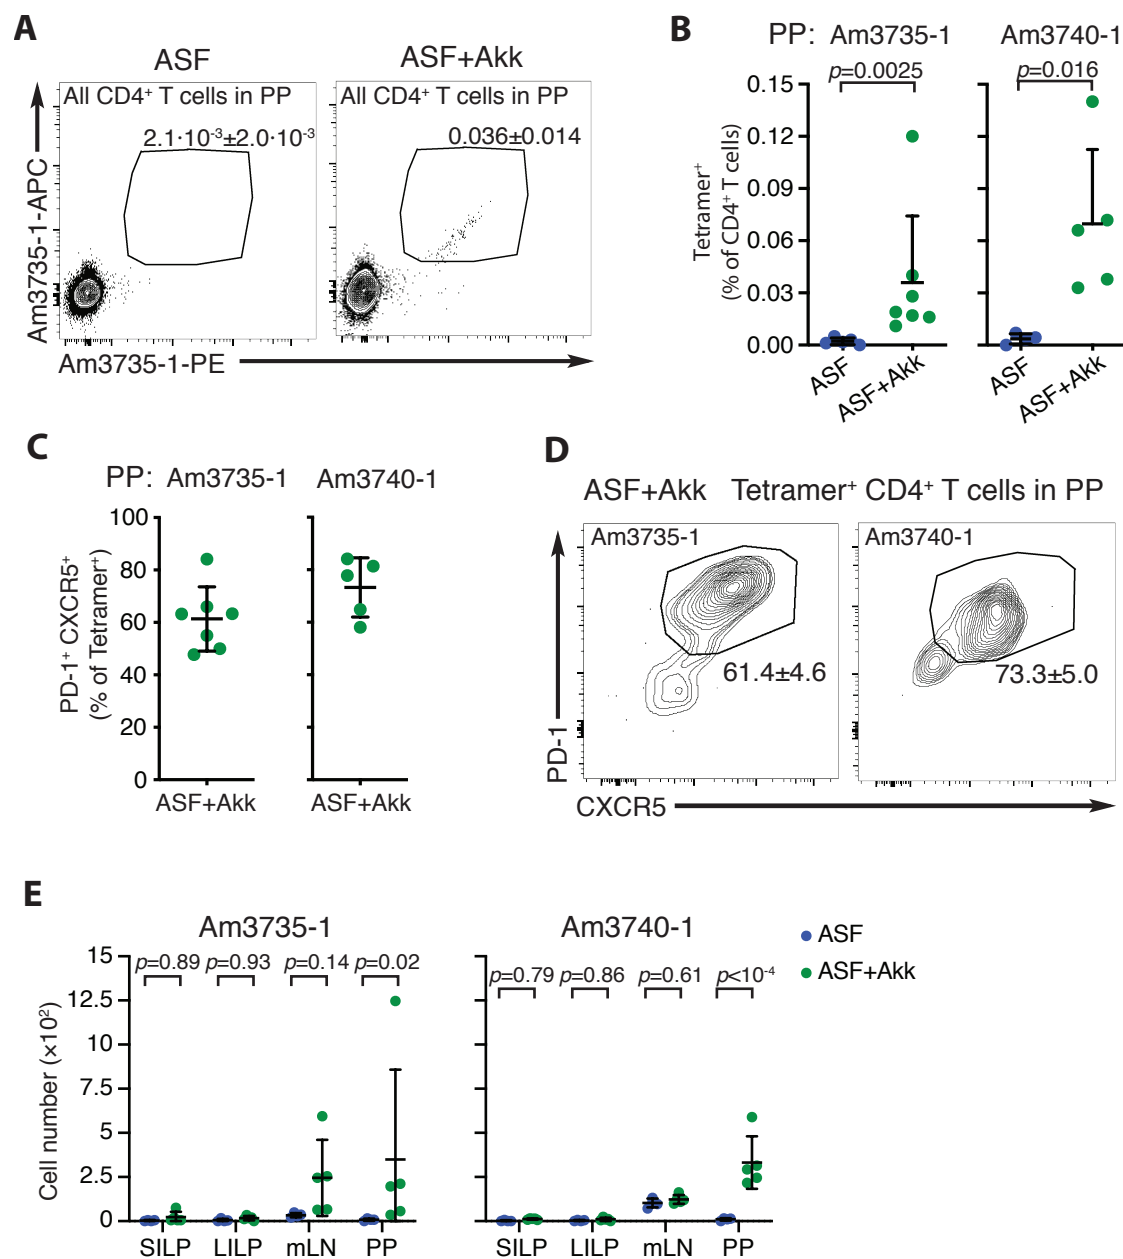 A
ASF
ASF+Akk
All CD4⁺ T cells in PP
2.1·10⁻³±2.0·10⁻³
All CD4⁺ T cells in PP
0.036±0.014
Am3735-1-APC
Am3735-1-PE
B
PP: Am3735-1
Am3740-1
p=0.0025
p=0.016
Tetramer⁺
(% of CD4⁺ T cells)
0.15
0.12
0.09
0.06
0.03
0.00
ASF
ASF+Akk
ASF
ASF+Akk
C
PP: Am3735-1
Am3740-1
PD-1⁺ CXCR5⁺
(% of Tetramer⁺)
100
80
60
40
20
0
ASF+Akk
ASF+Akk
D
ASF+Akk Tetramer⁺ CD4⁺ T cells in PP
Am3735-1
61.4±4.6
Am3740-1
73.3±5.0
PD-1
CXCR5
E
Am3735-1
Am3740-1
ASF
ASF+Akk
p=0.89 p=0.93 p=0.14 p=0.02
p=0.79 p=0.86 p=0.61 p<10⁻⁴
Cell number (×10²)
15
12.5
10
7.5
5
2.5
0
SILP LILP mLN PP
SILP LILP mLN PP